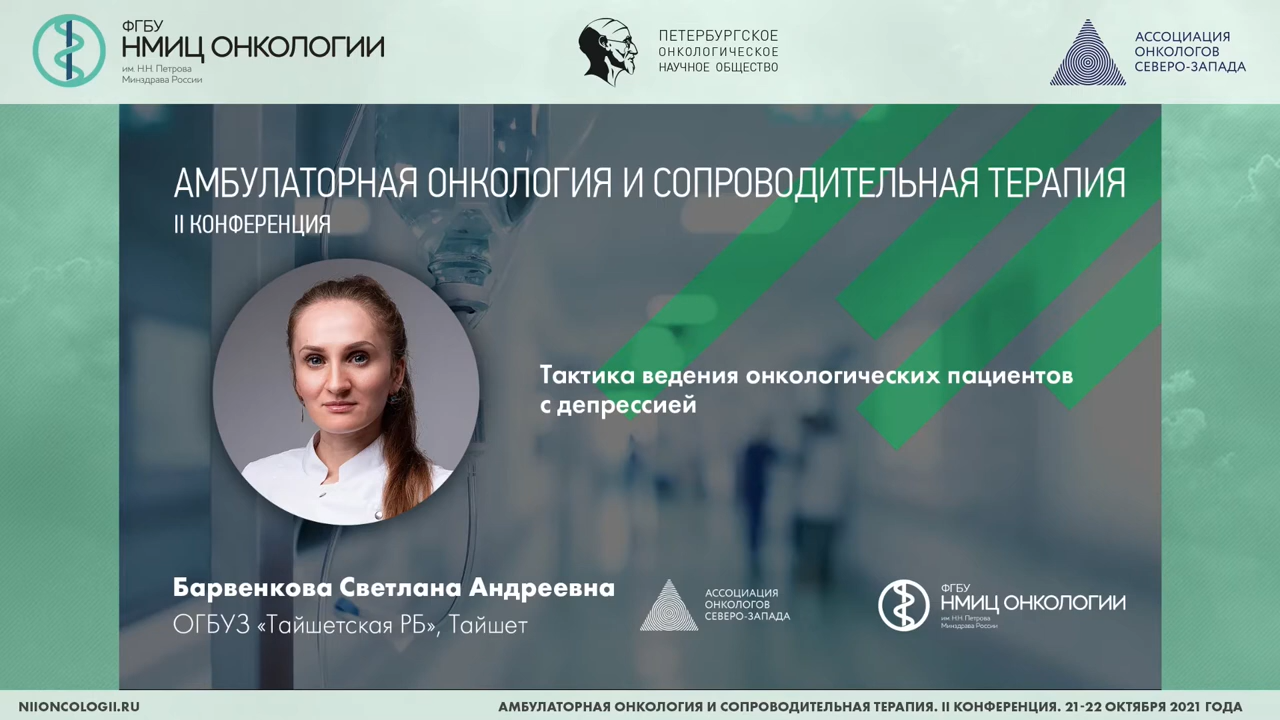 ФГБУ
НМИЦ ОНКОЛОГИИ
им. Н.Н. Петрова
Минздрава России
ПЕТЕРБУРГСКОЕ
ОНКОЛОГИЧЕСКОЕ
НАУЧНОЕ ОБЩЕСТВО
АССОЦИАЦИЯ
ОНКОЛОГОВ
СЕВЕРО-ЗАПАДА
АМБУЛАТОРНАЯ ОНКОЛОГИЯ И СОПРОВОДИТЕЛЬНАЯ ТЕРАПИЯ
II КОНФЕРЕНЦИЯ
Тактика ведения онкологических пациентов
с депрессией
Барвенкова Светлана Андреевна
ОГБУЗ «Тайшетская РБ», Тайшет
АССОЦИАЦИЯ
ОНКОЛОГОВ
СЕВЕРО-ЗАПАДА
ФГБУ
НМИЦ ОНКОЛОГИИ
им. Н.Н. Петрова
Минздрава России
NIIONCOLOGII.RU
АМБУЛАТОРНАЯ ОНКОЛОГИЯ И СОПРОВОДИТЕЛЬНАЯ ТЕРАПИЯ. II КОНФЕРЕНЦИЯ. 21-22 ОКТЯБРЯ 2021 ГОДА